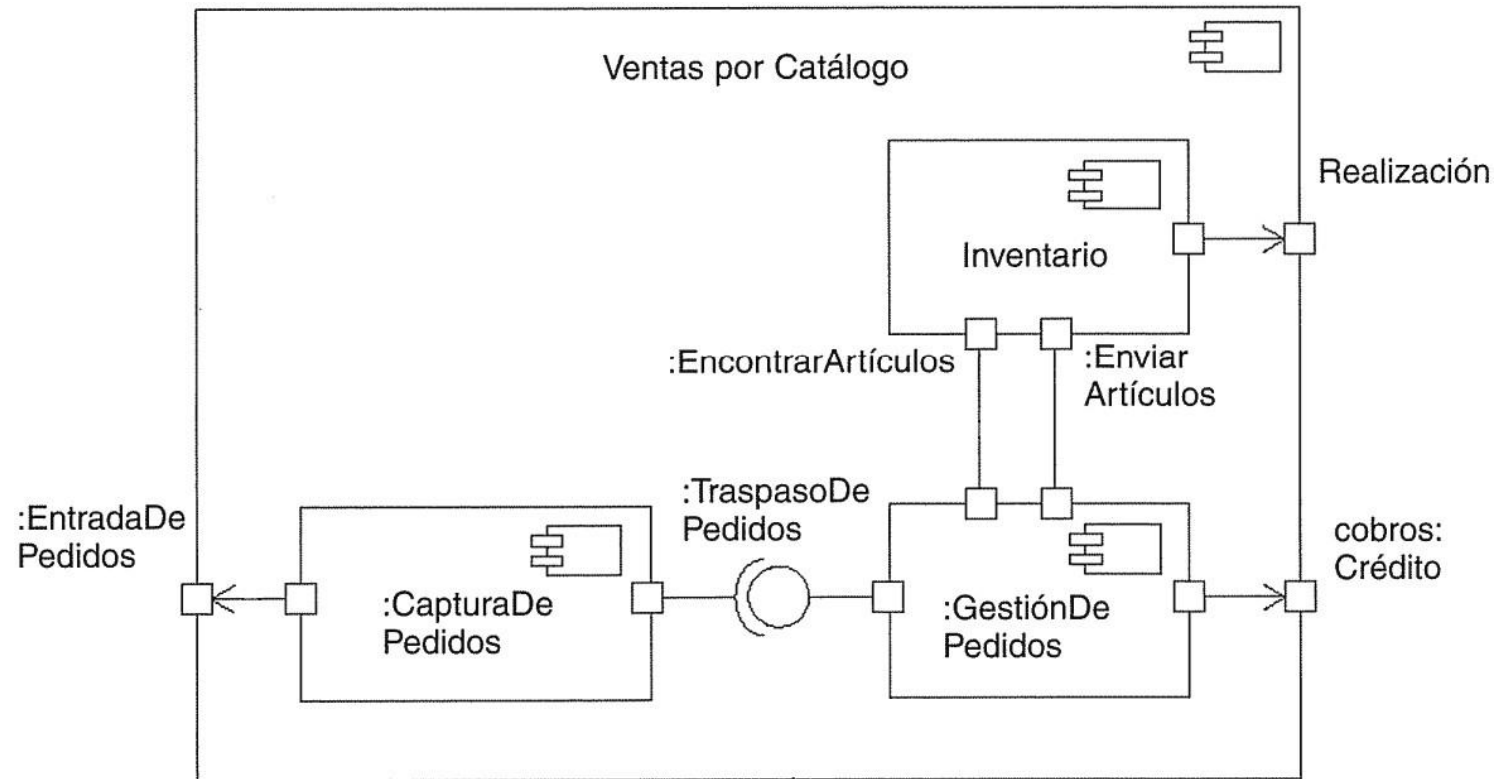 Ventas por Catálogo
Realización
Inventario
:EncontrarArtículos
:Enviar
Artículos
:TraspasoDe
Pedidos
:EntradaDe
Pedidos
:CapturaDe
Pedidos
:GestiónDe
Pedidos
cobros:
Crédito